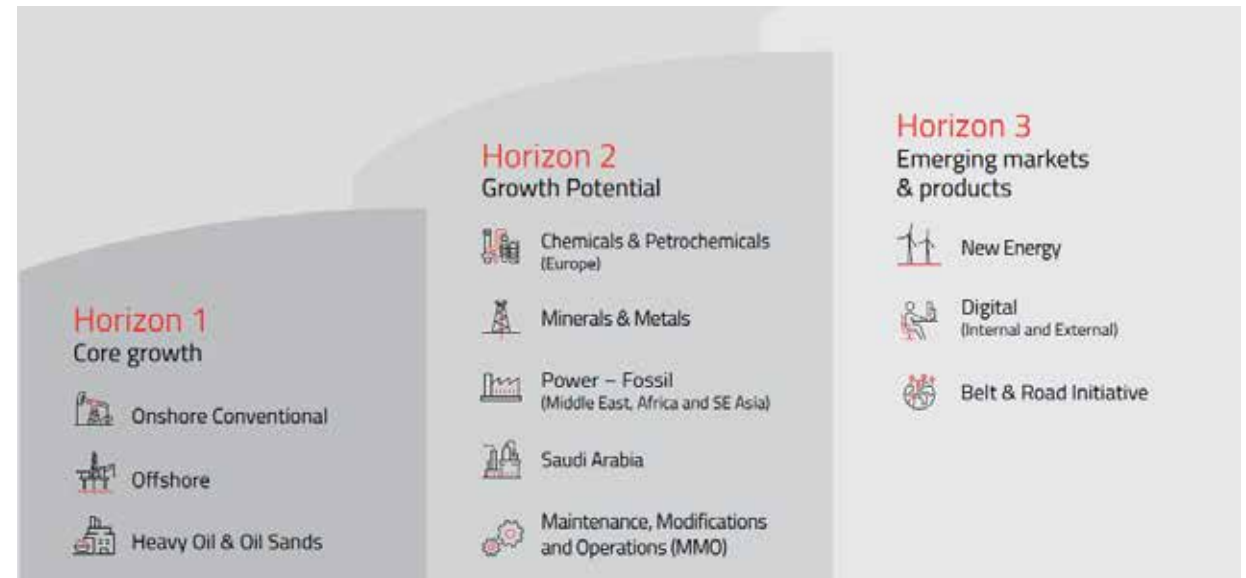 Horizon 1
Core growth
Onshore Conventional
Offshore
Heavy Oil & Oil Sands
Horizon 2
Growth Potential
Chemicals & Petrochemicals
(Europe)
Minerals & Metals
Power – Fossil
(Middle East, Africa and SE Asia)
Saudi Arabia
Maintenance, Modifications
and Operations (MMO)
Horizon 3
Emerging markets
& products
New Energy
Digital
(Internal and External)
Belt & Road Initiative